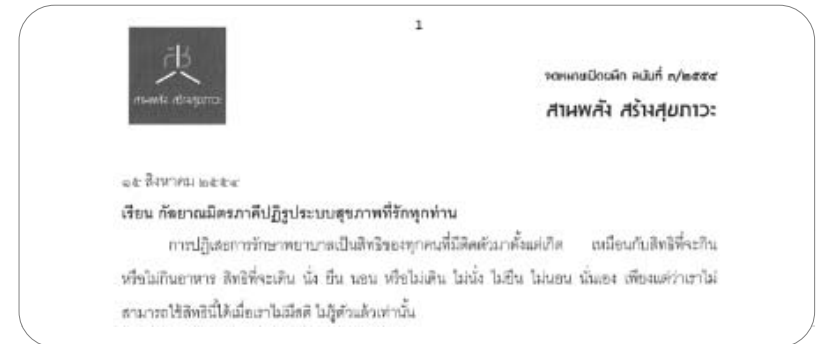 1
สช
สานพลัง สร้างสุขภาวะ
จดหมายเปิดผนึก ฉบับที่ ๓/๒๕๕๔
สานพลัง สร้างสุขภาวะ
๑๕ สิงหาคม ๒๕๕๔
เรียน กัลยาณมิตรภาคีปฏิรูประบบสุขภาพที่รักทุกท่าน
การปฏิเสธการรักษาพยาบาลเป็นสิทธิของทุกคนที่มีติดตัวมาตั้งแต่เกิด เหมือนกับสิทธิที่จะกิน
หรือไม่กินอาหาร สิทธิที่จะเดิน นั่ง ยืน นอน หรือไม่เดิน ไม่นั่ง ไม่ยืน ไม่นอน นั่นเอง เพียงแต่ว่าเราไม่
สามารถใช้สิทธินี้ได้เมื่อเราไม่มีสติ ไม่รู้ตัวแล้วเท่านั้น